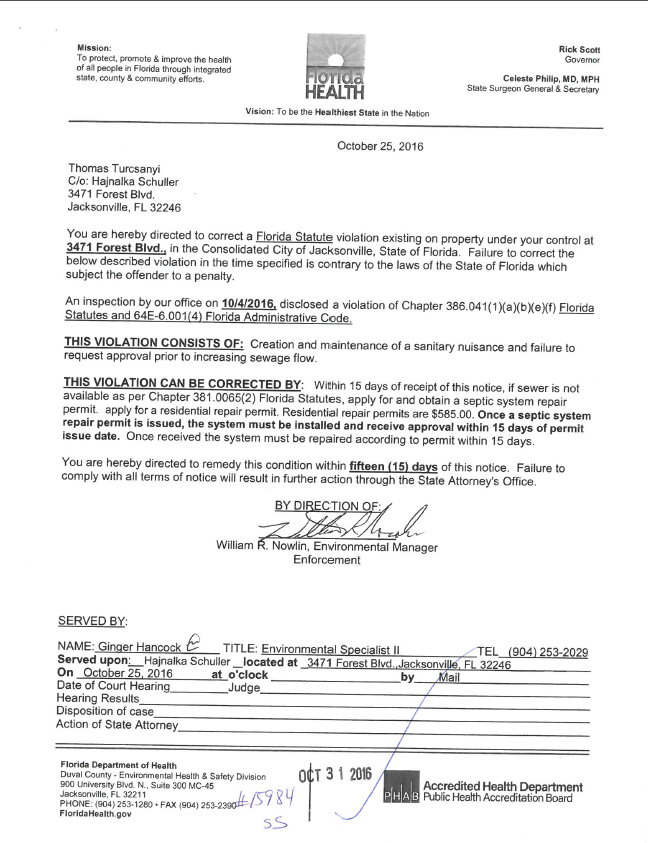 Mission:
To protect, promote & improve the health
of all people in Florida through integrated
state, county & community efforts.
Florida
HEALTH
Rick Scott
Governor
Celeste Philip, MD, MPH
State Surgeon General & Secretary
Vision: To be the Healthiest State in the Nation
October 25, 2016
Thomas Turcsanyi
C/o: Hajnalka Schuller
3471 Forest Blvd.
Jacksonville, FL 32246
You are hereby directed to correct a Florida Statute violation existing on property under your control at
3471 Forest Blvd., in the Consolidated City of Jacksonville, State of Florida. Failure to correct the
below described violation in the time specified is contrary to the laws of the State of Florida which
subject the offender to a penalty.
An inspection by our office on 10/4/2016, disclosed a violation of Chapter 386.041(1)(a)(b)(e)(f) Florida
Statutes and 64E-6.001(4) Florida Administrative Code.
THIS VIOLATION CONSISTS OF: Creation and maintenance of a sanitary nuisance and failure to
request approval prior to increasing sewage flow.
THIS VIOLATION CAN BE CORRECTED BY: Within 15 days of receipt of this notice, if sewer is not
available as per Chapter 381.0065(2) Florida Statutes, apply for and obtain a septic system repair
permit. apply for a residential repair permit. Residential repair permits are $585.00. Once a septic system
repair permit is issued, the system must be installed and receive approval within 15 days of permit
issue date. Once received the system must be repaired according to permit within 15 days.
You are hereby directed to remedy this condition within fifteen (15) days of this notice. Failure to
comply with all terms of notice will result in further action through the State Attorney's Office.
BY DIRECTION OF:
William R. Nowlin, Environmental Manager
Enforcement
SERVED BY:
NAME: Ginger Hancock TITLE: Environmental Specialist II TEL (904) 253-2029
Served upon: Hajnalka Schuller located at 3471 Forest Blvd.,Jacksonville, FL 32246
On October 25, 2016 at o'clock by Mail
Date of Court Hearing Judge
Hearing Results
Disposition of case
Action of State Attorney
Florida Department of Health
Duval County - Environmental Health & Safety Division
900 University Blvd. N., Suite 300 MC-45
Jacksonville, FL 32211
PHONE: (904) 253-1280 • FAX (904) 253-2390
FloridaHealth.gov
#15984
SS
OCT 31 2016
PHAB
Accredited Health Department
Public Health Accreditation Board